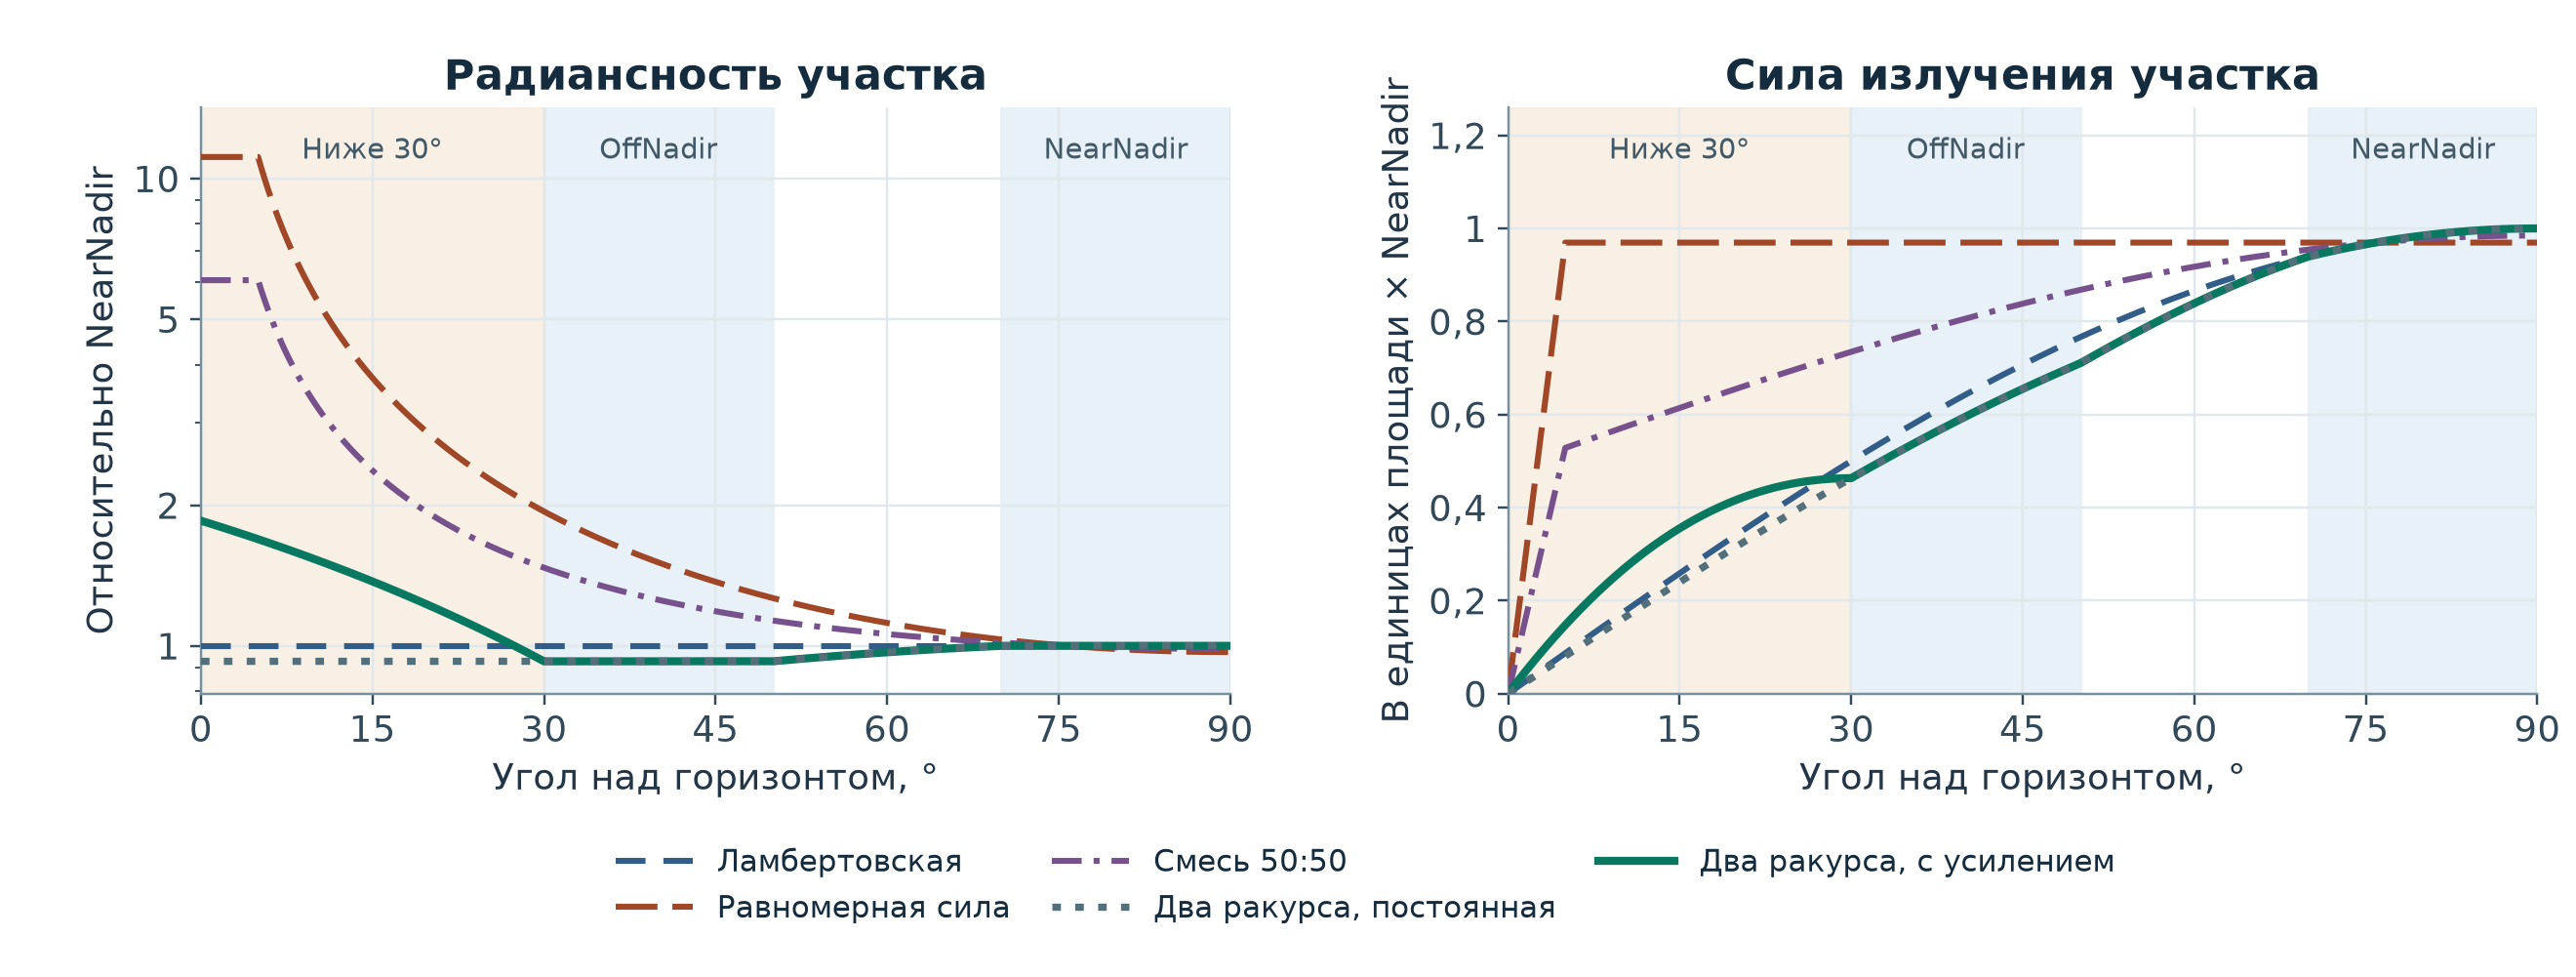 Радиансность участка
Относительно NearNadir
10
5
2
1
Ниже 30°
OffNadir
NearNadir
0 15 30 45 60 75 90
Угол над горизонтом, °
Сила излучения участка
В единицах площади × NearNadir
1,2
1
0,8
0,6
0,4
0,2
0
Ниже 30°
OffNadir
NearNadir
0 15 30 45 60 75 90
Угол над горизонтом, °
Ламбертовская
Равномерная сила
Смесь 50:50
Два ракурса, постоянная
Два ракурса, с усилением